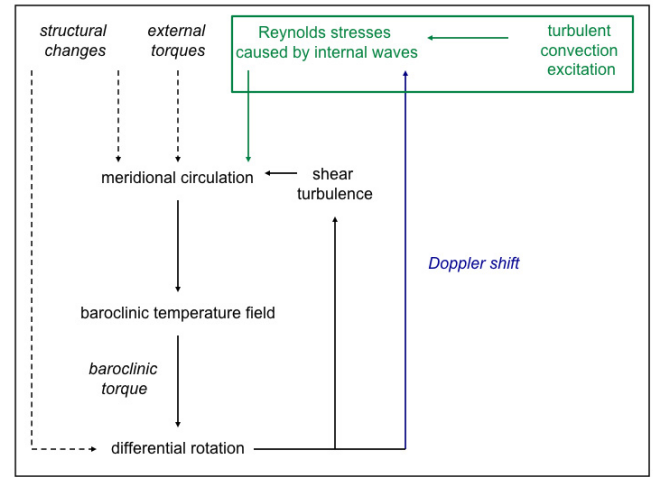 structural
changes
external
torques
Reynolds stresses
caused by internal waves
turbulent
convection
excitation
meridional circulation
shear
turbulence
Doppler shift
baroclinic temperature field
baroclinic
torque
differential rotation